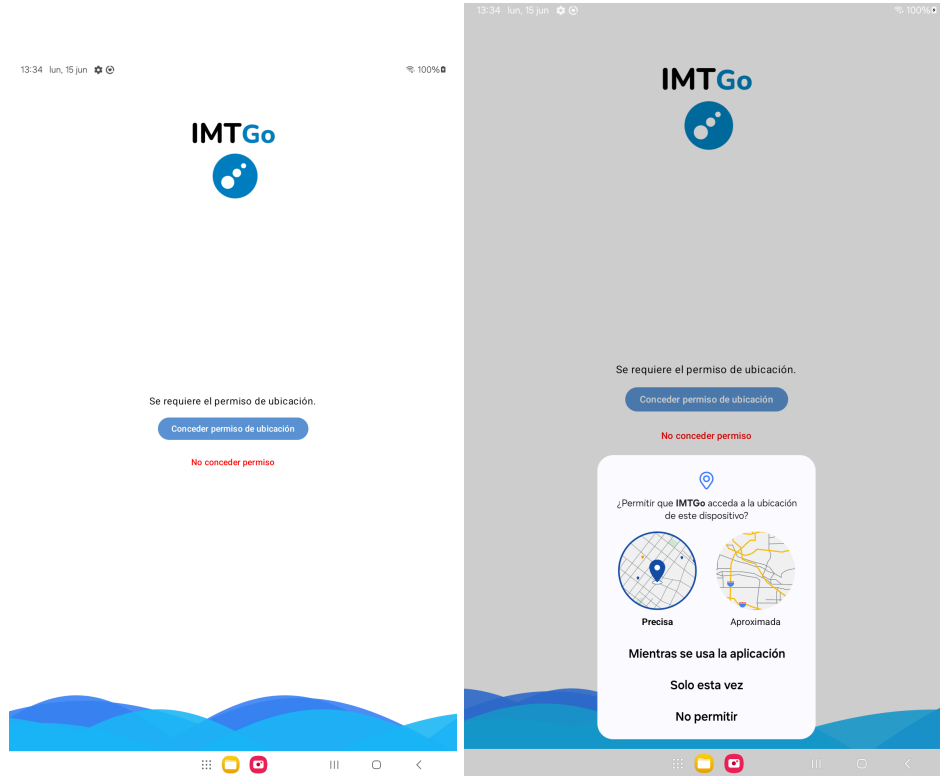 13:34 lun, 15 jun
100%
IMTGo
Se requiere el permiso de ubicación.
Conceder permiso de ubicación
No conceder permiso
13:34 lun, 15 jun
100%
IMTGo
Se requiere el permiso de ubicación.
Conceder permiso de ubicación
No conceder permiso
¿Permitir que IMTGo acceda a la ubicación
de este dispositivo?
Precisa
Aproximada
Mientras se usa la aplicación
Solo esta vez
No permitir